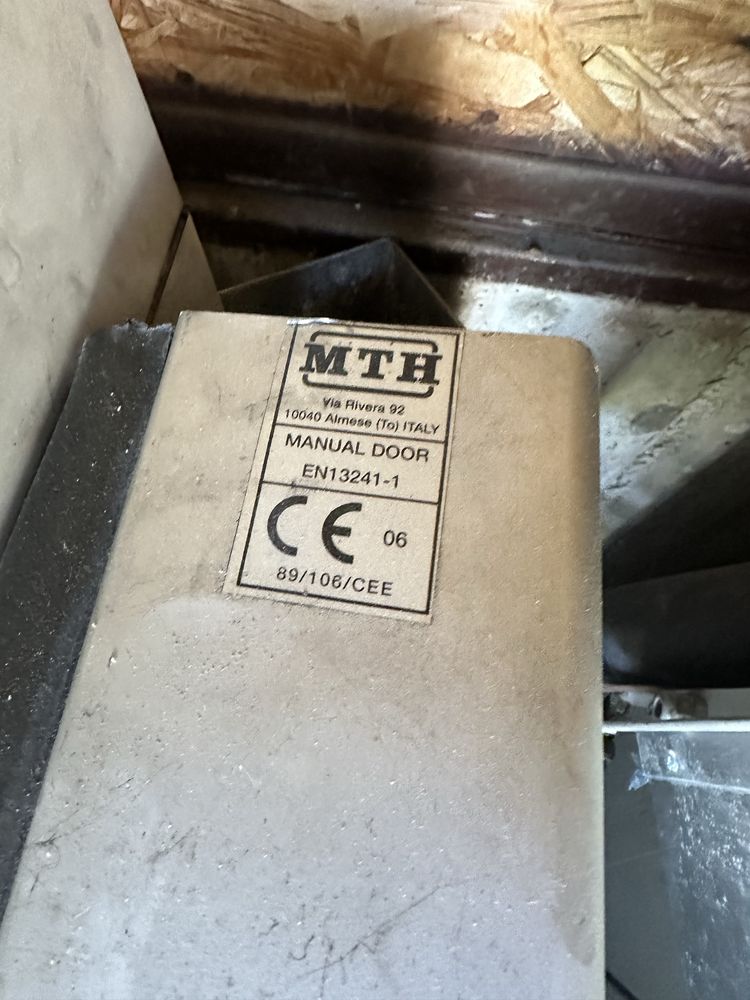 MTH
Via Rivera 92
10040 Almese (To) ITALY
MANUAL DOOR
EN13241-1
CE 06
89/106/CEE